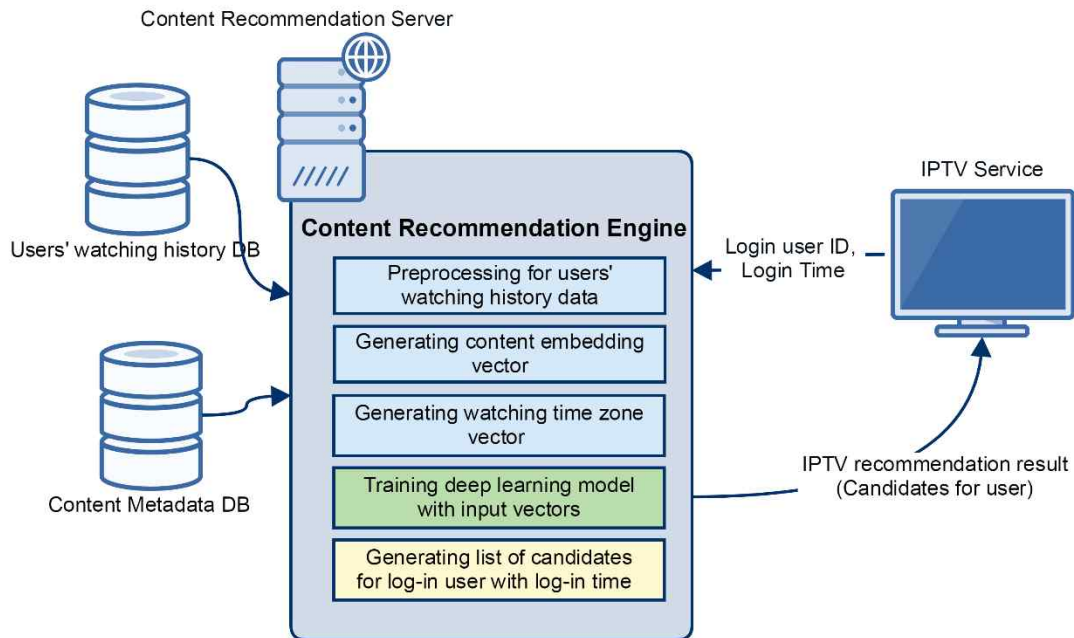 Content Recommendation Server
Users' watching history DB
Content Metadata DB
Content Recommendation Engine
Preprocessing for users'
watching history data
Generating content embedding
vector
Generating watching time zone
vector
Training deep learning model
with input vectors
Generating list of candidates
for log-in user with log-in time
IPTV Service
Login user ID,
Login Time
IPTV recommendation result
(Candidates for user)